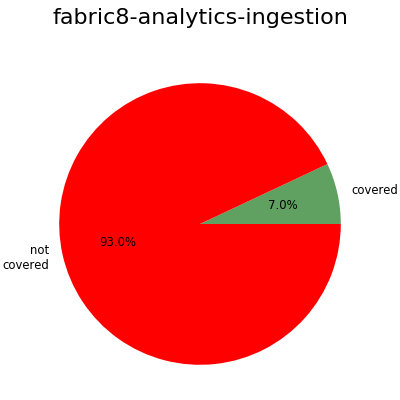 fabric8-analytics-ingestion
covered
7.0%
93.0%
not
covered